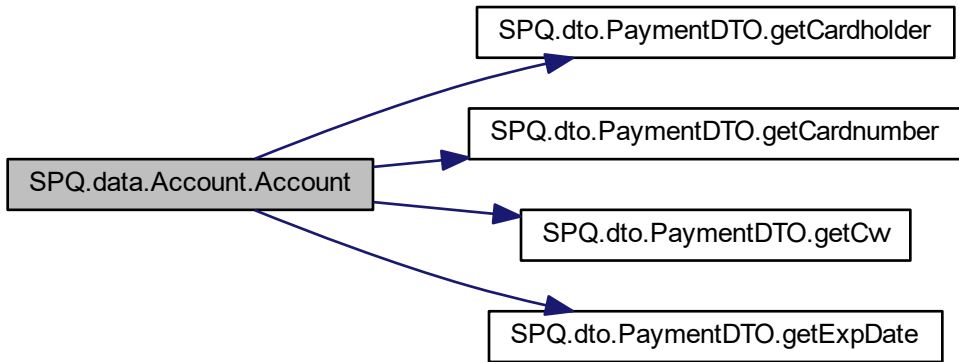 SPQ.dto.PaymentDTO.getCardholder
SPQ.dto.PaymentDTO.getCardnumber
SPQ.data.Account.Account
SPQ.dto.PaymentDTO.getCw
SPQ.dto.PaymentDTO.getExpDate